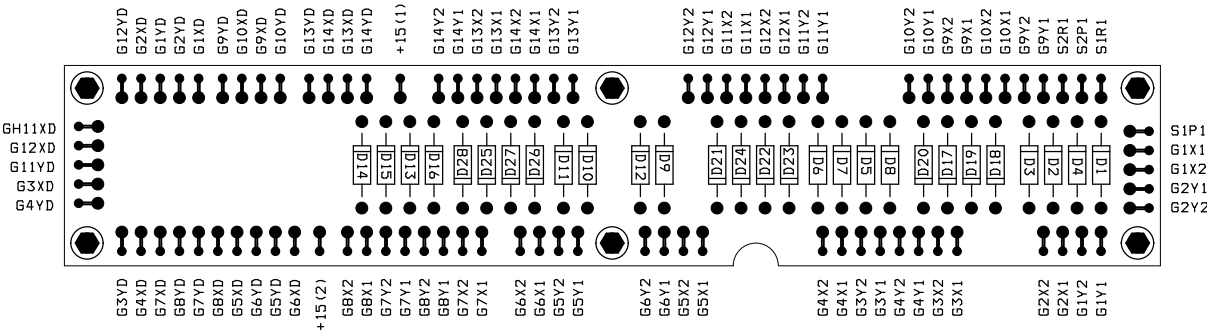 G12YD G2XD G1YD G2YD G1XD G9YD G10XD G9XD G10YD G13YD G14XD G13XD G14YD +15(1) G14Y2 G14Y1 G13X2 G13X1 G14X2 G14X1 G13Y2 G13Y1 G12Y2 G12Y1 G11X2 G11X1 G12X2 G12X1 G11Y2 G11Y1 G10Y2 G10Y1 G9X2 G9X1 G10X2 G10X1 G9Y2 G9Y1 S2R1 S2P1 S1R1
GH11XD
G12XD
G11YD
G3XD
G4YD
D14 D15 D13 D16 D28 D25 D27 D26 D11 D10 D12 D9 D21 D24 D22 D23 D6 D7 D5 D8 D20 D17 D19 D18 D3 D2 D4 D1
S1P1
G1X1
G1X2
G2Y1
G2Y2
G3YD G4XD G7XD G8YD G7YD G8XD G5XD G6YD G5YD G6XD +15(2) G8X2 G8X1 G7Y2 G7Y1 G8Y2 G8Y1 G7X2 G7X1 G6X2 G6X1 G5Y2 G5Y1 G6Y2 G6Y1 G5X2 G5X1 G4X2 G4X1 G3Y2 G3Y1 G4Y2 G4Y1 G3X2 G3X1 G2X2 G2X1 G1Y2 G1Y1